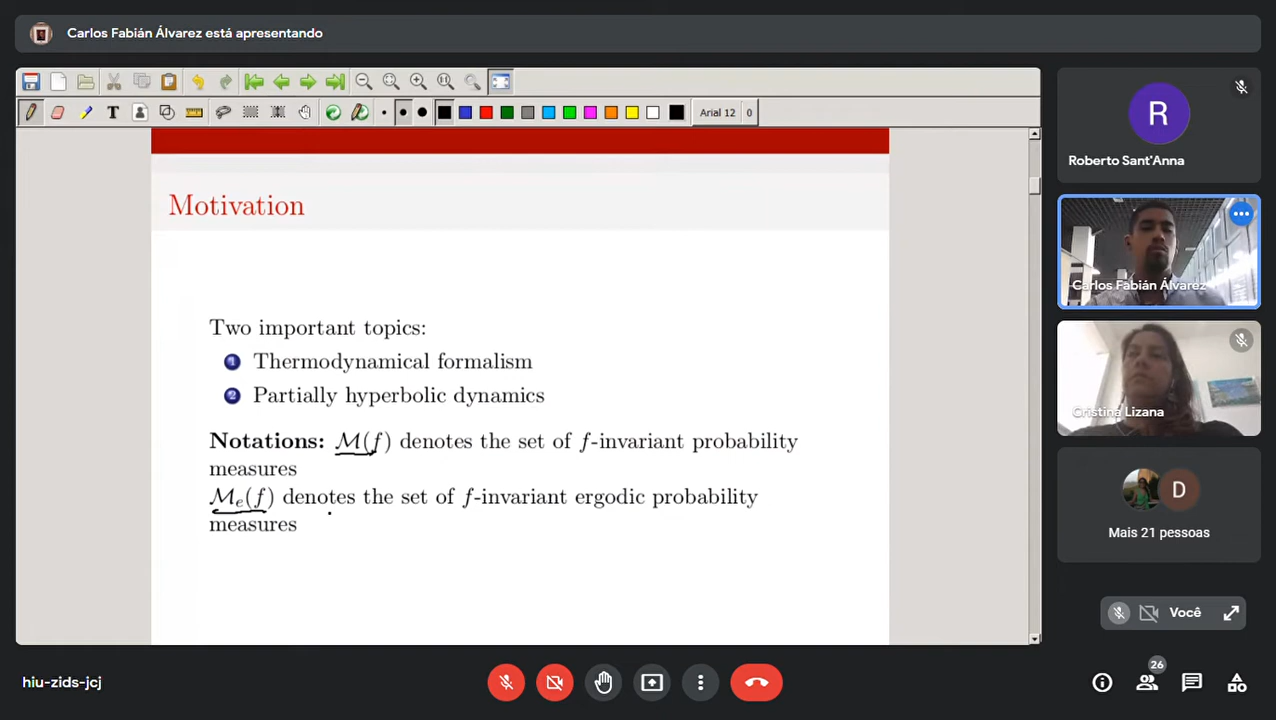 Carlos Fabián Álvarez está apresentando
T
Arial 12 0
Motivation
Two important topics:
1 Thermodynamical formalism
2 Partially hyperbolic dynamics
Notations: M(f) denotes the set of f-invariant probability
measures
Mₑ(f) denotes the set of f-invariant ergodic probability
measures
R
Roberto Sant'Anna
Carlos Fabián Álvarez
Cristina Lizana
D
Mais 21 pessoas
Você
hiu-zids-jcj
26